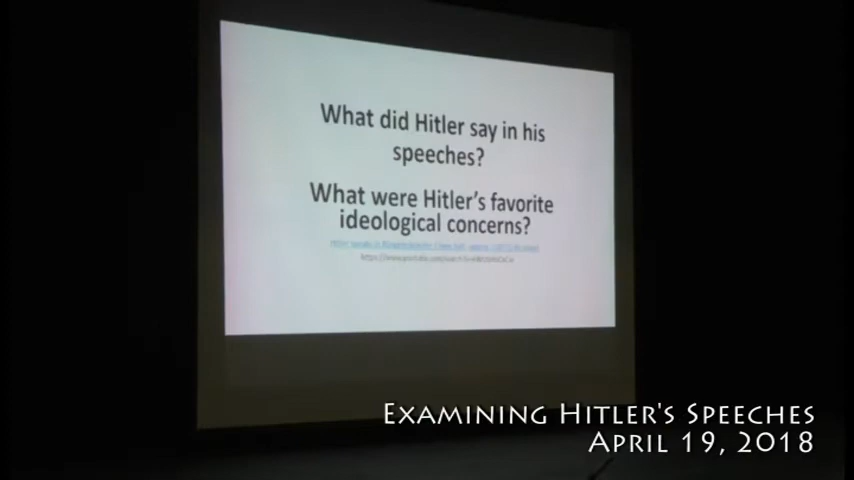 What did Hitler say in his
speeches?
What were Hitler's favorite
ideological concerns?
EXAMINING HITLER'S SPEECHES
APRIL 19, 2018